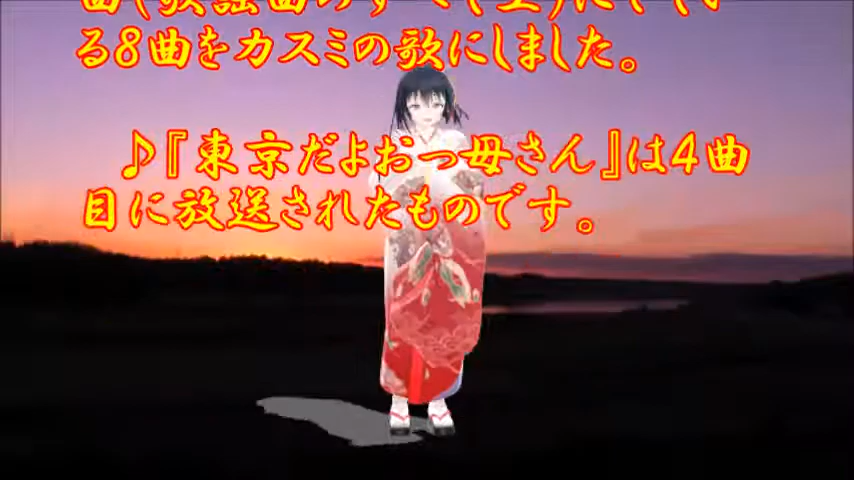 る8曲をカスミの歌にしました。
♪『東京だよおっ母さん』は4曲
目に放送されたものです。